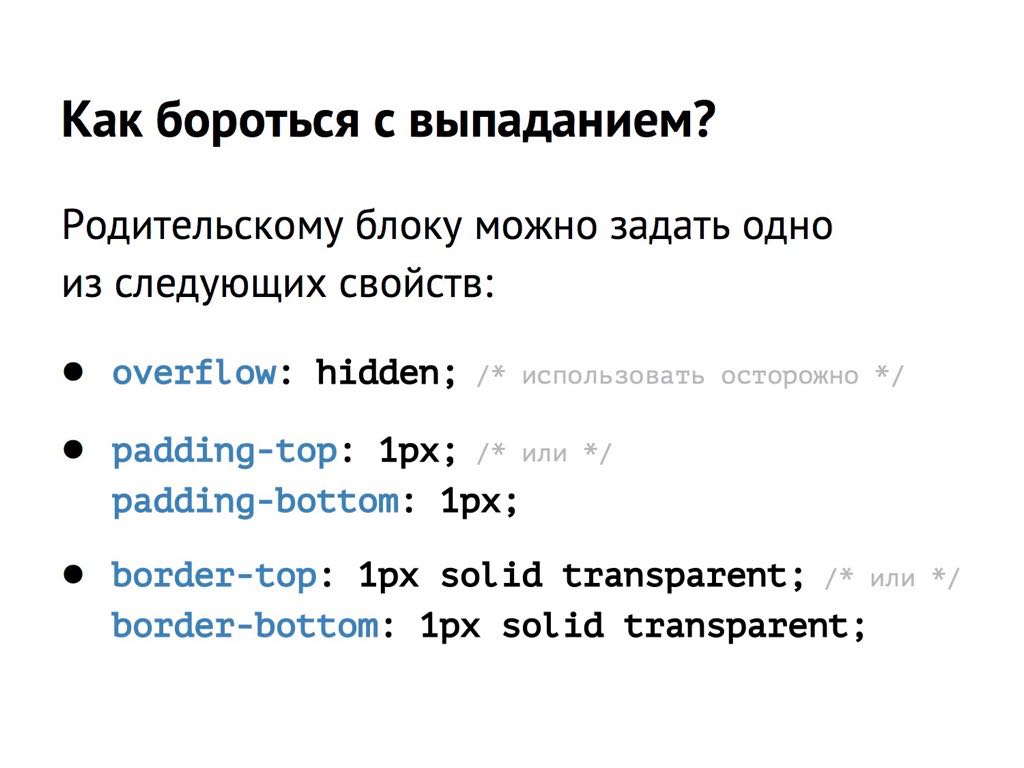 Как бороться с выпаданием?
Родительскому блоку можно задать одно
из следующих свойств:
● overflow: hidden; /* использовать осторожно */
● padding-top: 1px; /* или */
padding-bottom: 1px;
● border-top: 1px solid transparent; /* или */
border-bottom: 1px solid transparent;